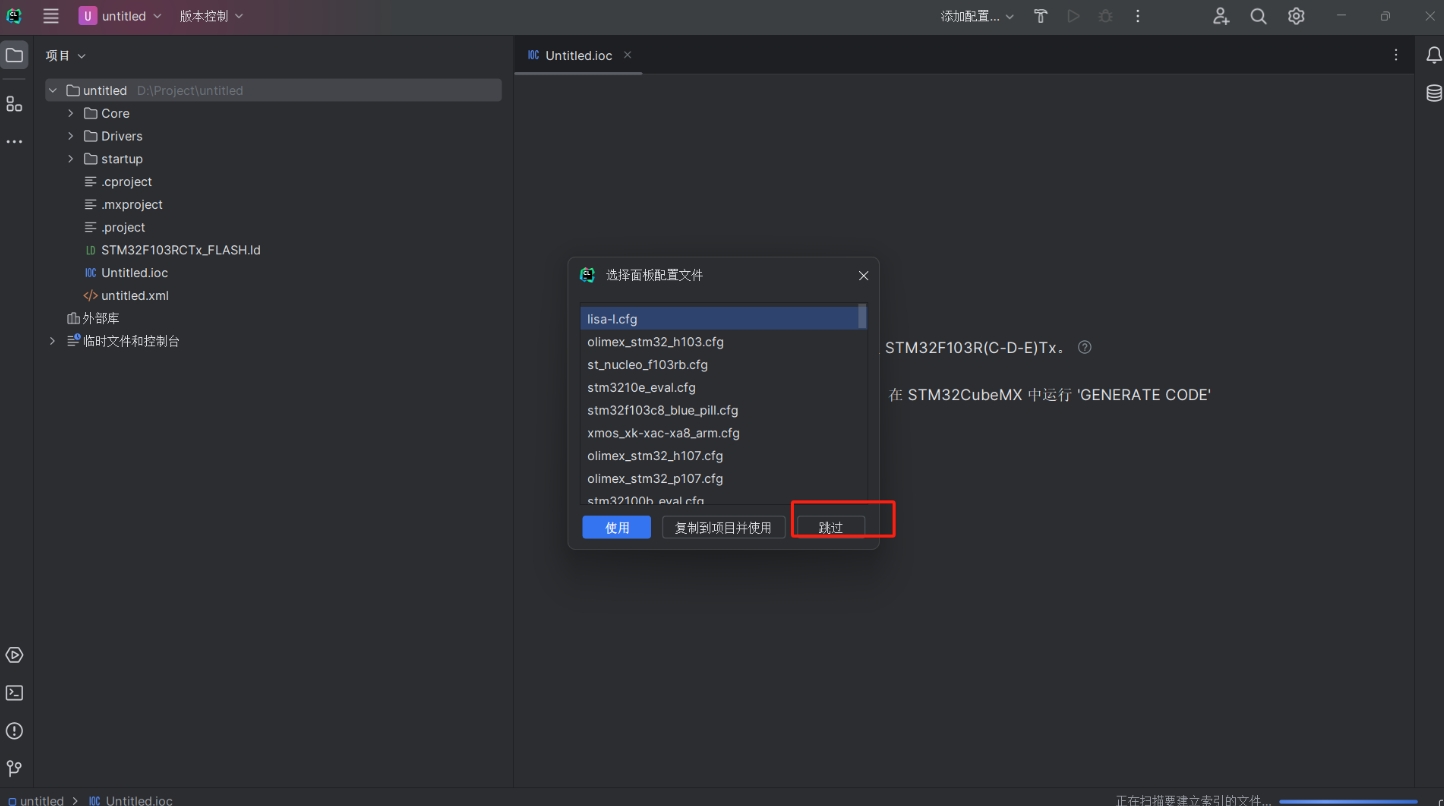 U untitled 版本控制 添加配置...
项目
IOC Untitled.ioc
untitled D:\Project\untitled
Core
Drivers
startup
.cproject
.mxproject
.project
LD STM32F103RCTx_FLASH.ld
IOC Untitled.ioc
</> untitled.xml
外部库
临时文件和控制台
STM32F103R(C-D-E)Tx。 ?
在 STM32CubeMX 中运行 'GENERATE CODE'
CL 选择面板配置文件
lisa-l.cfg
olimex_stm32_h103.cfg
st_nucleo_f103rb.cfg
stm3210e_eval.cfg
stm32f103c8_blue_pill.cfg
xmos_xk-xac-xa8_arm.cfg
olimex_stm32_h107.cfg
olimex_stm32_p107.cfg
stm32100b_eval.cfg
使用 复制到项目并使用 跳过
untitled > IOC Untitled.ioc 正在扫描要建立索引的文件...